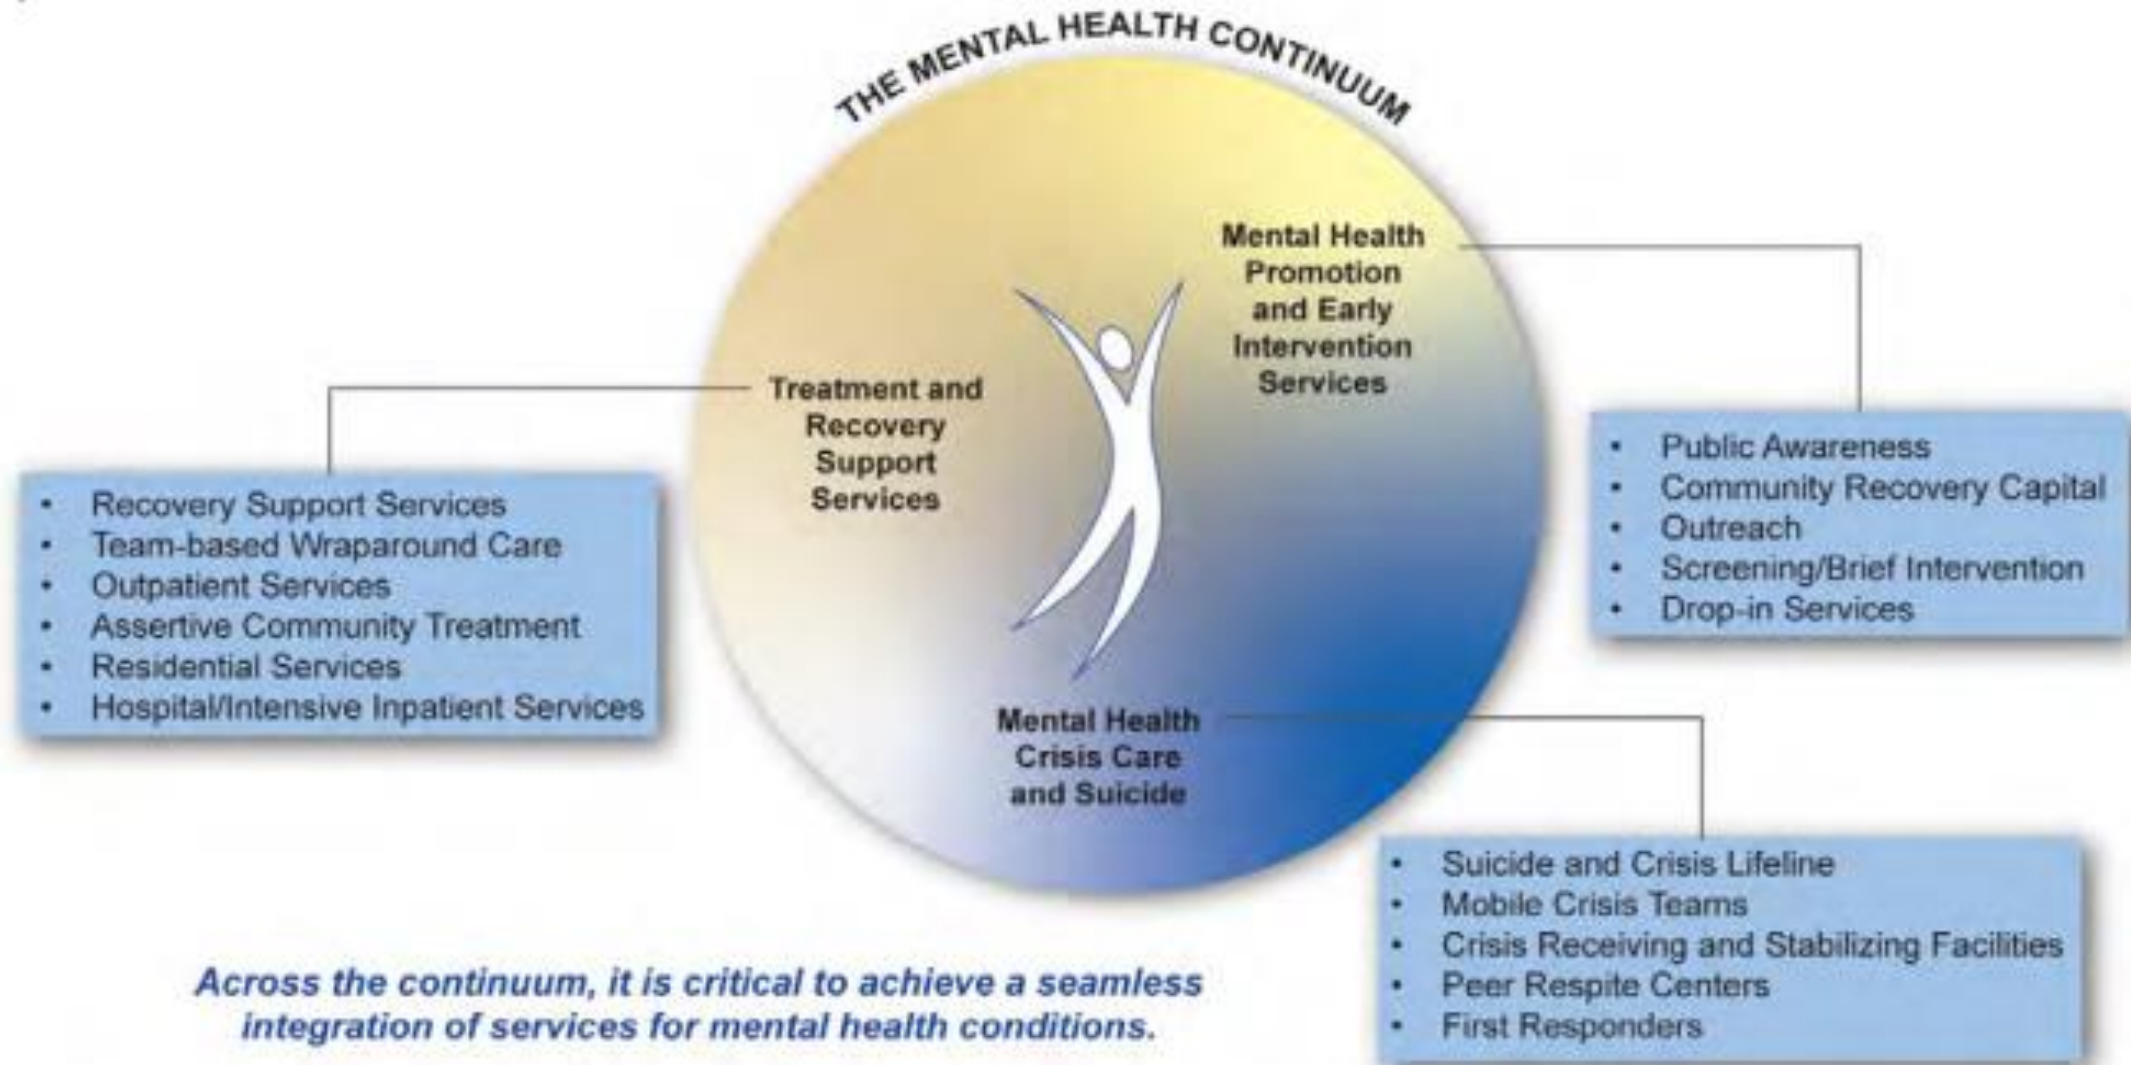 THE MENTAL HEALTH CONTINUUM
Mental Health
Promotion
and Early
Intervention
Services
Treatment and
Recovery
Support
Services
Mental Health
Crisis Care
and Suicide
• Recovery Support Services
• Team-based Wraparound Care
• Outpatient Services
• Assertive Community Treatment
• Residential Services
• Hospital/Intensive Inpatient Services
• Public Awareness
• Community Recovery Capital
• Outreach
• Screening/Brief Intervention
• Drop-in Services
• Suicide and Crisis Lifeline
• Mobile Crisis Teams
• Crisis Receiving and Stabilizing Facilities
• Peer Respite Centers
• First Responders
Across the continuum, it is critical to achieve a seamless
integration of services for mental health conditions.